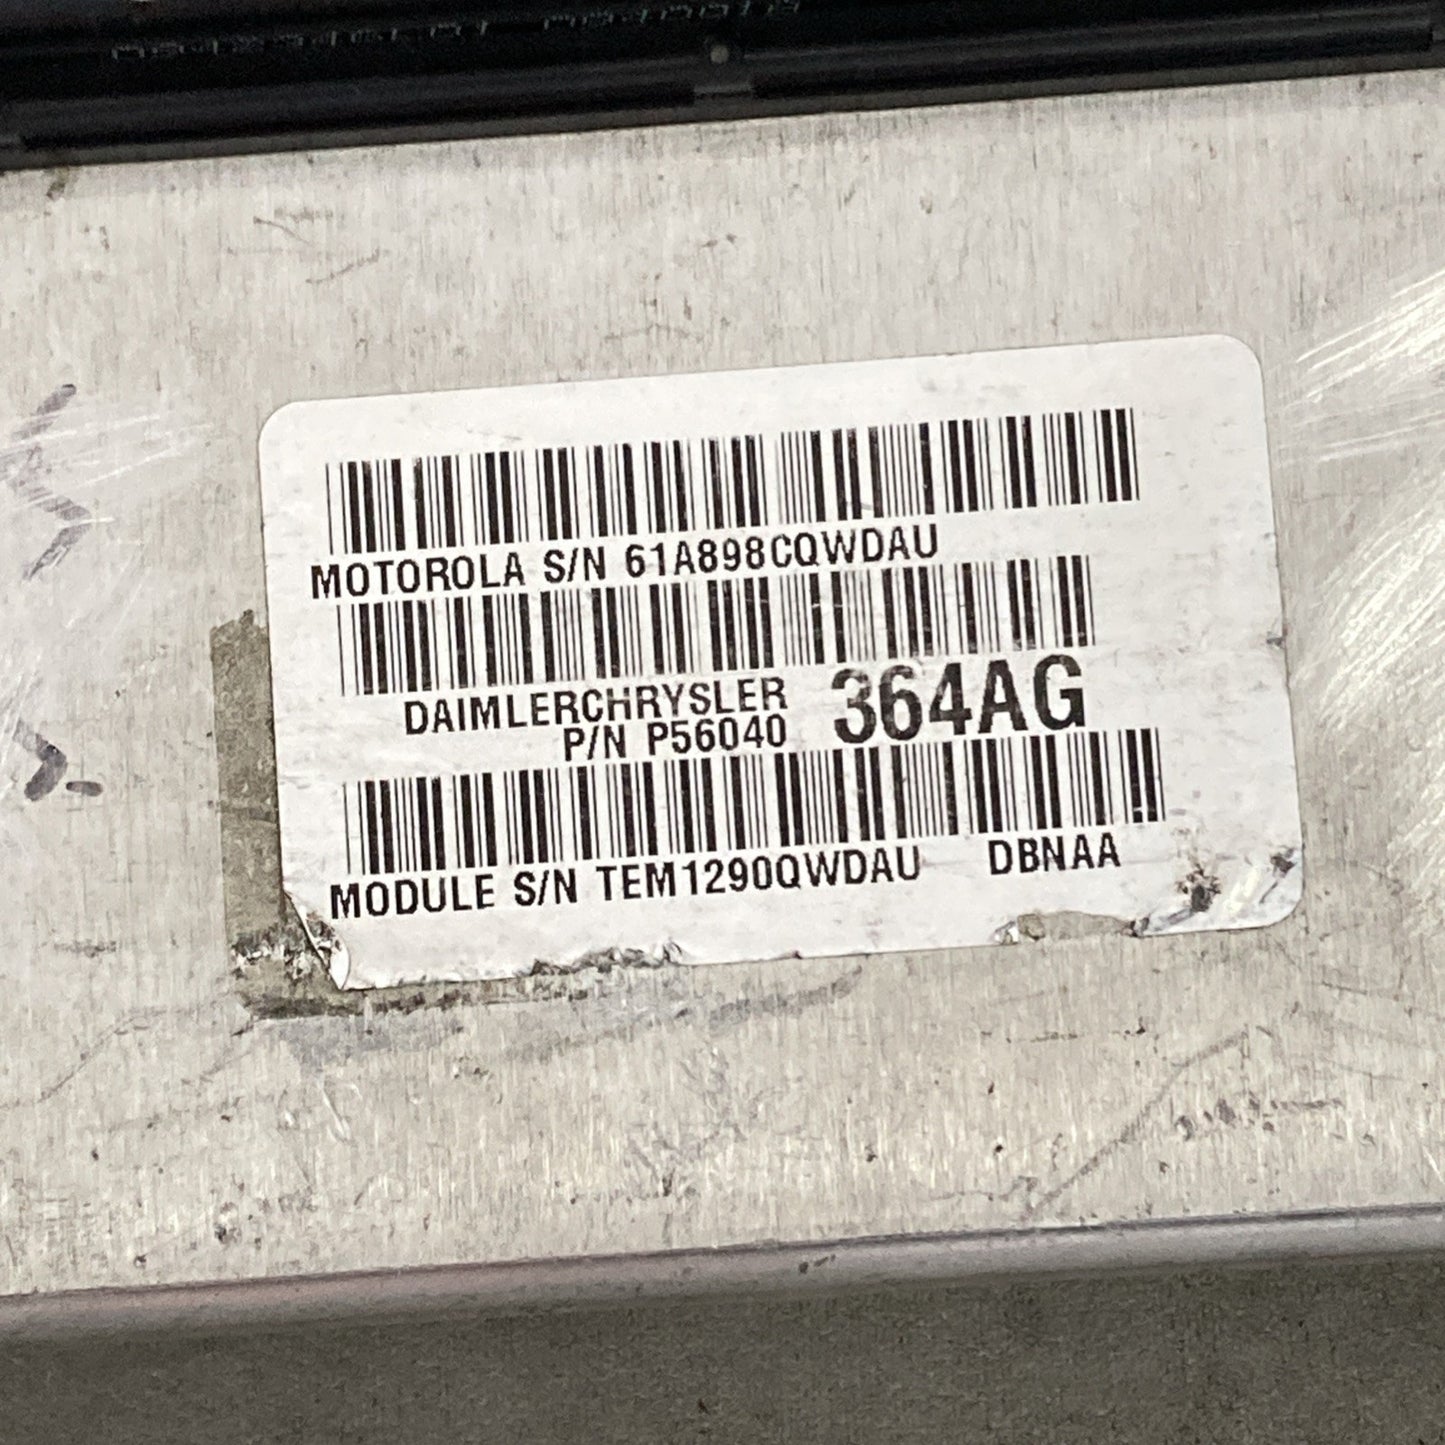 MOTOROLA S/N 61A898CQWDAU
DAIMLERCHRYSLER
P/N P56040 364AG
MODULE S/N TEM1290QWDAU DBNAA